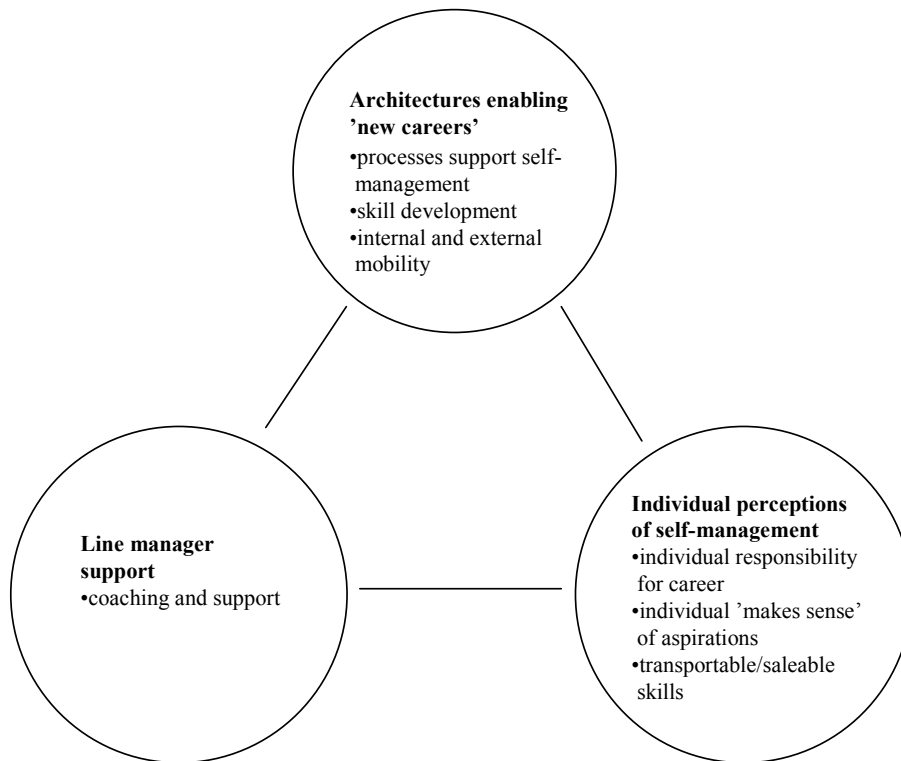 Architectures enabling
’new careers’
•processes support self-
management
•skill development
•internal and external
mobility
Line manager
support
•coaching and support
Individual perceptions
of self-management
•individual responsibility
for career
•individual ’makes sense’
of aspirations
•transportable/saleable
skills